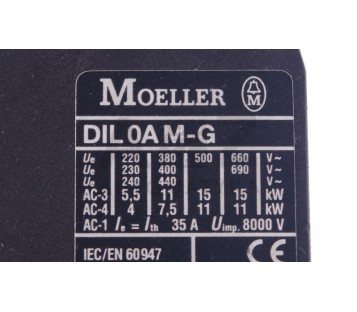 MOELLER M
DIL 0A M-G
Ue 220 380 500 660 V~
Ue 230 400 690 V~
Ue 240 440 V~
AC-3 5,5 11 15 15 kW
AC-4 4 7,5 11 11 kW
AC-1 Ie = Ith 35 A Uimp. 8000 V
IEC/EN 60947 CE